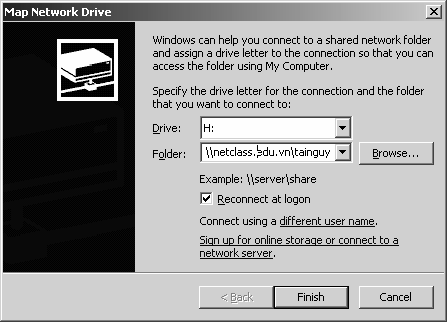 Map Network Drive
Windows can help you connect to a shared network folder
and assign a drive letter to the connection so that you can
access the folder using My Computer.
Specify the drive letter for the connection and the folder
that you want to connect to:
Drive: H:
Folder: \\netclass.edu.vn\tainguy Browse...
Example: \\server\share
Reconnect at logon
Connect using a different user name.
Sign up for online storage or connect to a
network server.
< Back Finish Cancel